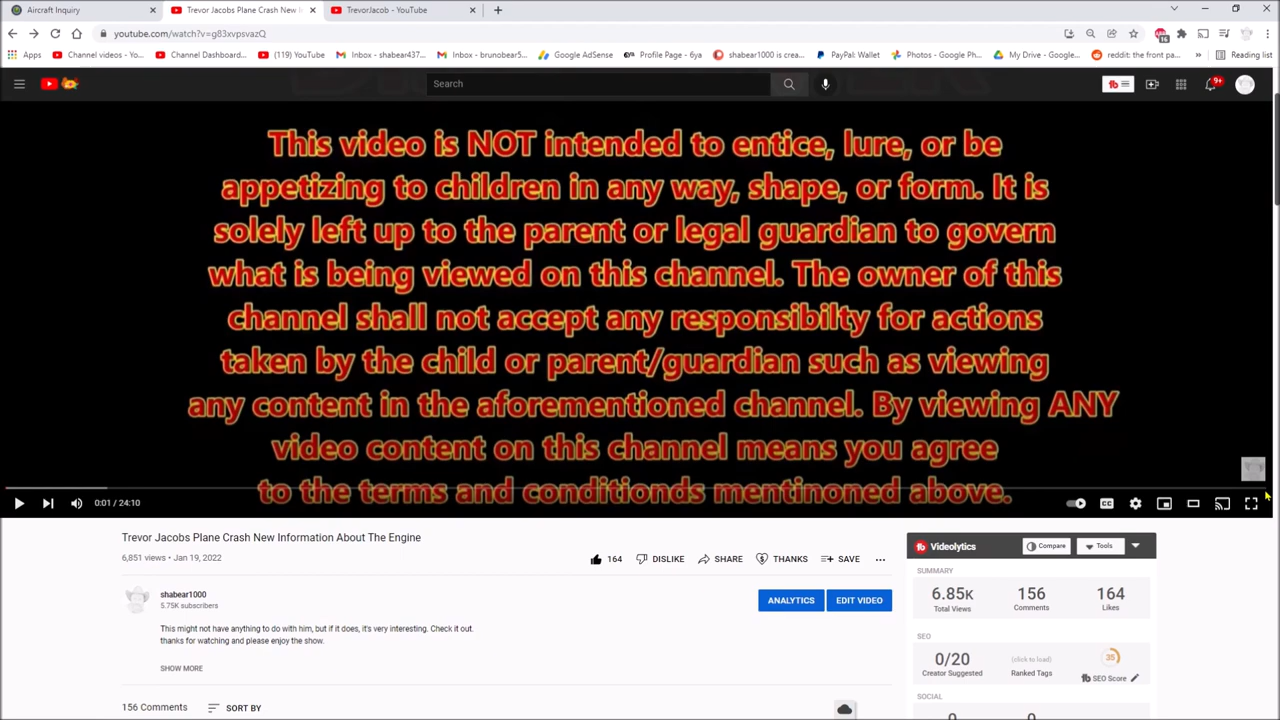 Aircraft Inquiry
Trevor Jacobs Plane Crash New In
TrevorJacob - YouTube
youtube.com/watch?v=g83xvpsvazQ
Apps
Channel videos - Yo...
Channel Dashboard...
(119) YouTube
Inbox - shabear437...
Inbox - brunobear5...
Google AdSense
Profile Page - 6ya
shabear1000 is crea...
PayPal Wallet
Photos - Google Ph...
My Drive - Google...
reddit: the front pa...
»
Reading list
Search
9+
This video is NOT intended to entice, lure, or be
appetizing to children in any way, shape, or form. It is
solely left up to the parent or legal guardian to govern
what is being viewed on this channel. The owner of this
channel shall not accept any responsibilty for actions
taken by the child or parent/guardian such as viewing
any content in the aforementioned channel. By viewing ANY
video content on this channel means you agree
to the terms and conditionds mentinoned above.
0:01 / 24:10
CC
Trevor Jacobs Plane Crash New Information About The Engine
6,851 views • Jan 19, 2022
164
DISLIKE
SHARE
THANKS
SAVE
...
shabear1000
5.75K subscribers
ANALYTICS
EDIT VIDEO
This might not have anything to do with him, but if it does, it's very interesting. Check it out.
thanks for watching and please enjoy the show.
SHOW MORE
156 Comments
SORT BY
tb Videolytics
Compare
Tools
SUMMARY
6.85K
156
164
Total Views
Comments
Likes
SEO
0/20
(click to load)
35
Creator Suggested
Ranked Tags
tb SEO Score
SOCIAL